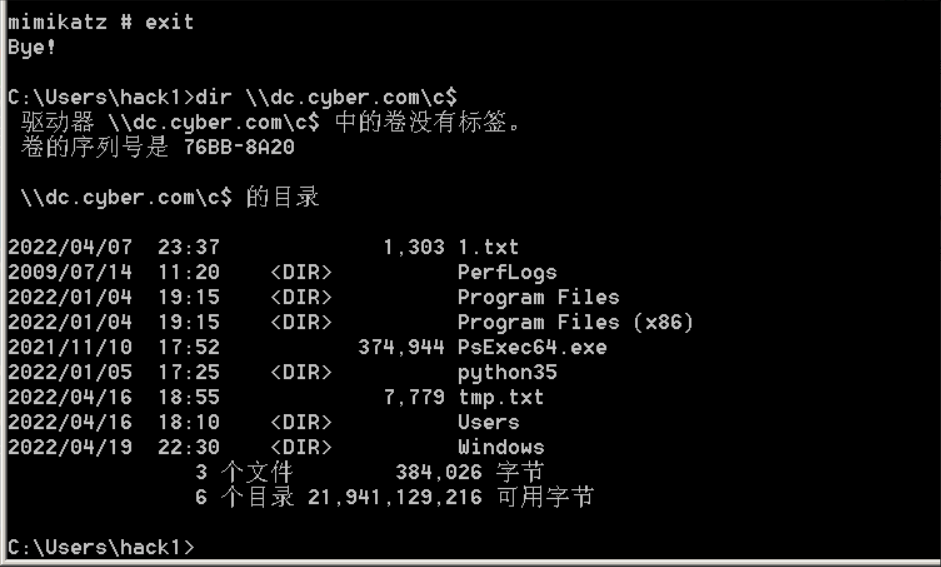 mimikatz # exit
Bye!
C:\Users\hack1>dir \\dc.cyber.com\c$
驱动器 \\dc.cyber.com\c$ 中的卷没有标签。
卷的序列号是 76BB-8A20
\\dc.cyber.com\c$ 的目录
2022/04/07  23:37             1,303 1.txt
2009/07/14  11:20    <DIR>          PerfLogs
2022/01/04  19:15    <DIR>          Program Files
2022/01/04  19:15    <DIR>          Program Files (x86)
2021/11/10  17:52           374,944 PsExec64.exe
2022/01/05  17:25    <DIR>          python35
2022/04/16  18:55             7,779 tmp.txt
2022/04/16  18:10    <DIR>          Users
2022/04/19  22:30    <DIR>          Windows
3 个文件        384,026 字节
6 个目录 21,941,129,216 可用字节
C:\Users\hack1>